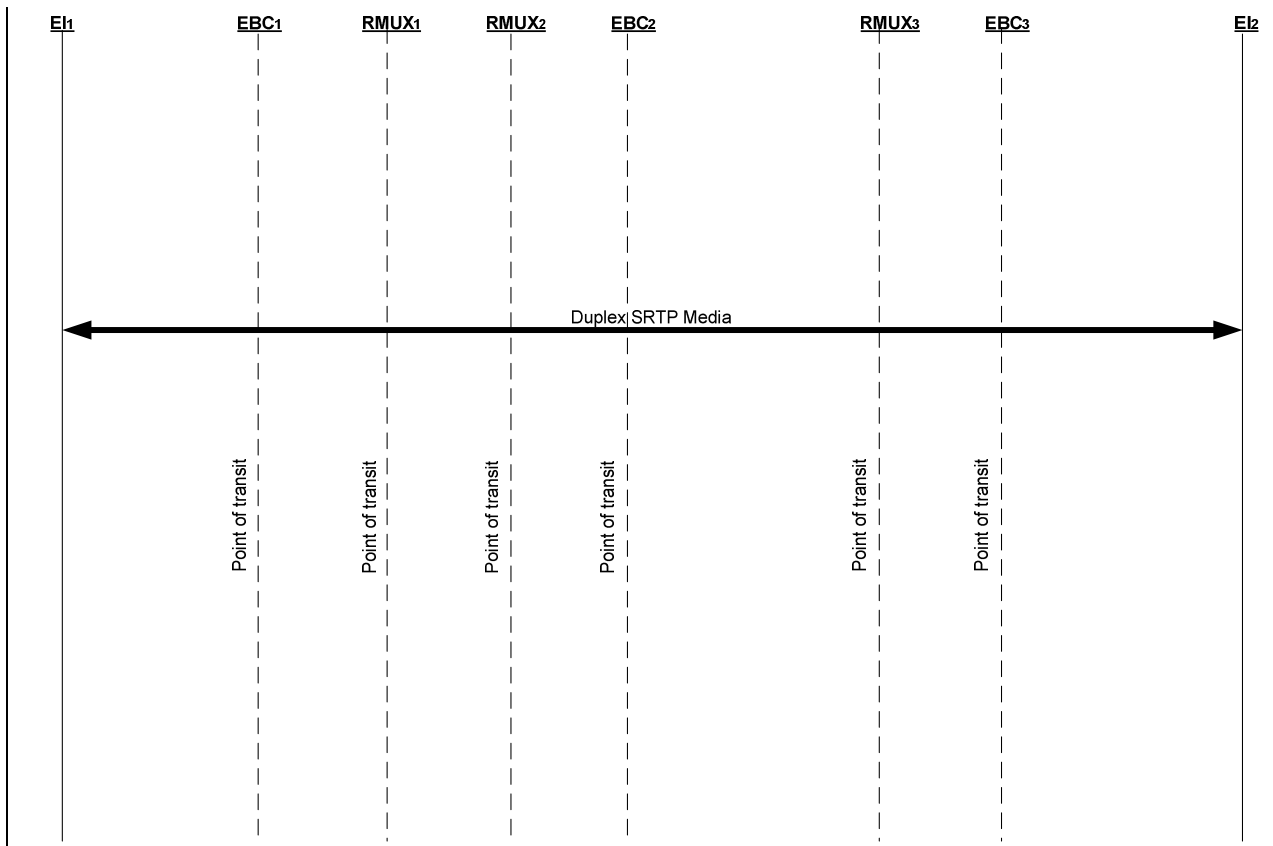 EI1 EBC1 RMUX1 RMUX2 EBC2 RMUX3 EBC3 EI2
Duplex SRTP Media
Point of transit
Point of transit
Point of transit
Point of transit
Point of transit
Point of transit